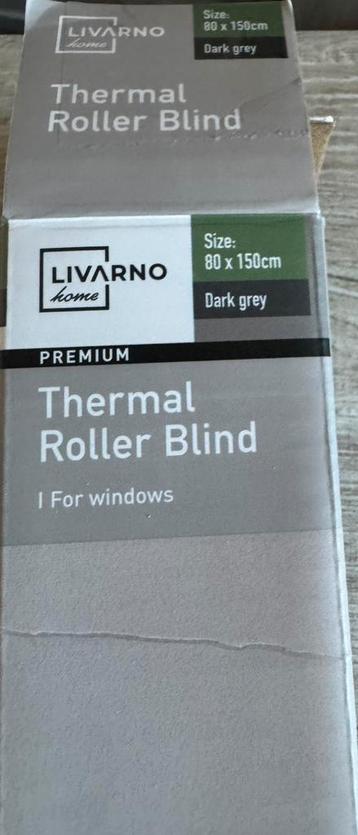 LIVARNO
home
Size:
80 x 150cm
Dark grey
Thermal
Roller Blind
LIVARNO
home
Size:
80 x 150cm
Dark grey
PREMIUM
Thermal
Roller Blind
| For windows